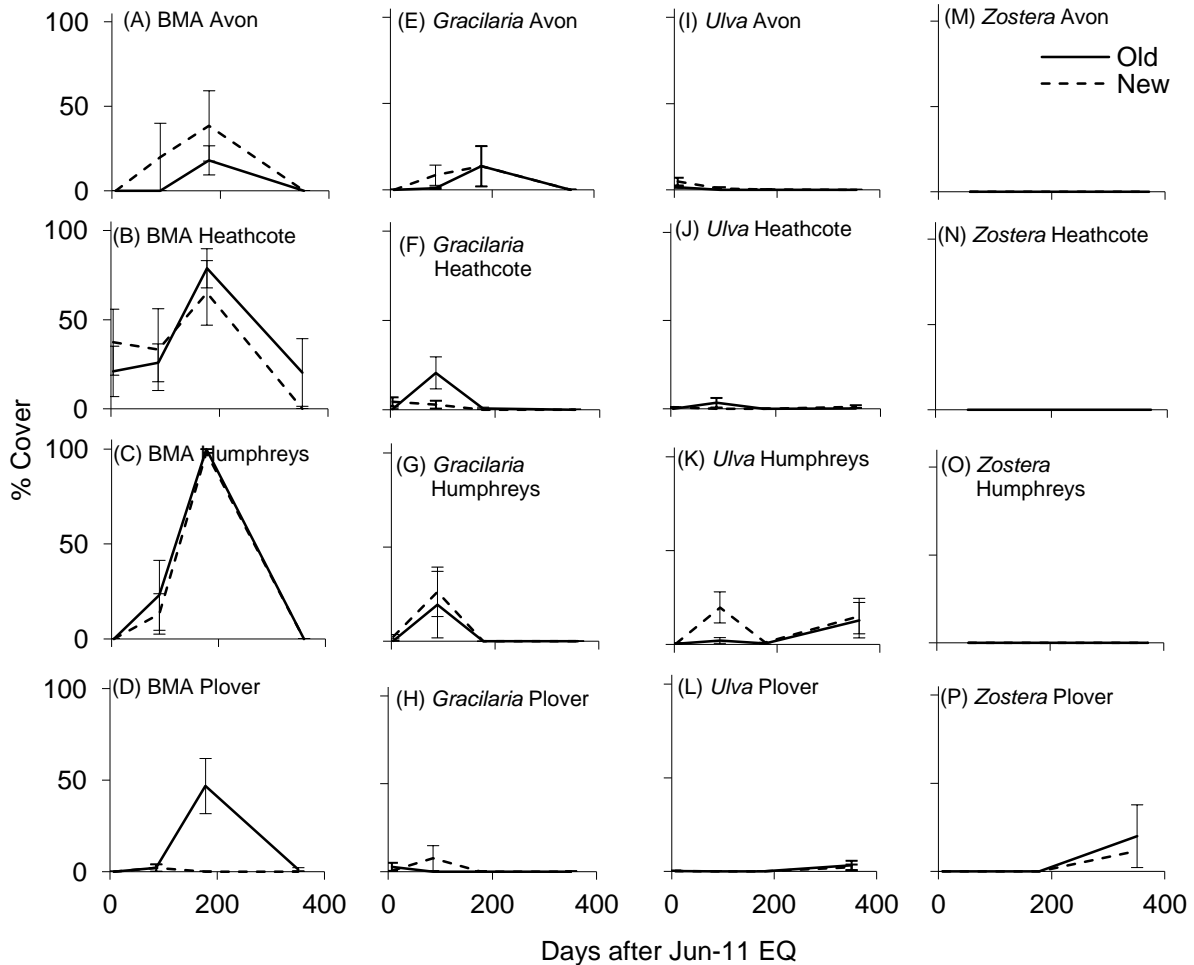 (A) BMA Avon
(E) Gracilaria Avon
(I) Ulva Avon
(M) Zostera Avon
Old
New
100
50
0
(B) BMA Heathcote
(F) Gracilaria
Heathcote
(J) Ulva Heathcote
(N) Zostera Heathcote
100
50
0
(C) BMA Humphreys
(G) Gracilaria
Humphreys
(K) Ulva Humphreys
(O) Zostera
Humphreys
100
50
0
(D) BMA Plover
(H) Gracilaria Plover
(L) Ulva Plover
(P) Zostera Plover
100
50
0
% Cover
0 200 400
0 200 400
0 200 400
0 200 400
Days after Jun-11 EQ